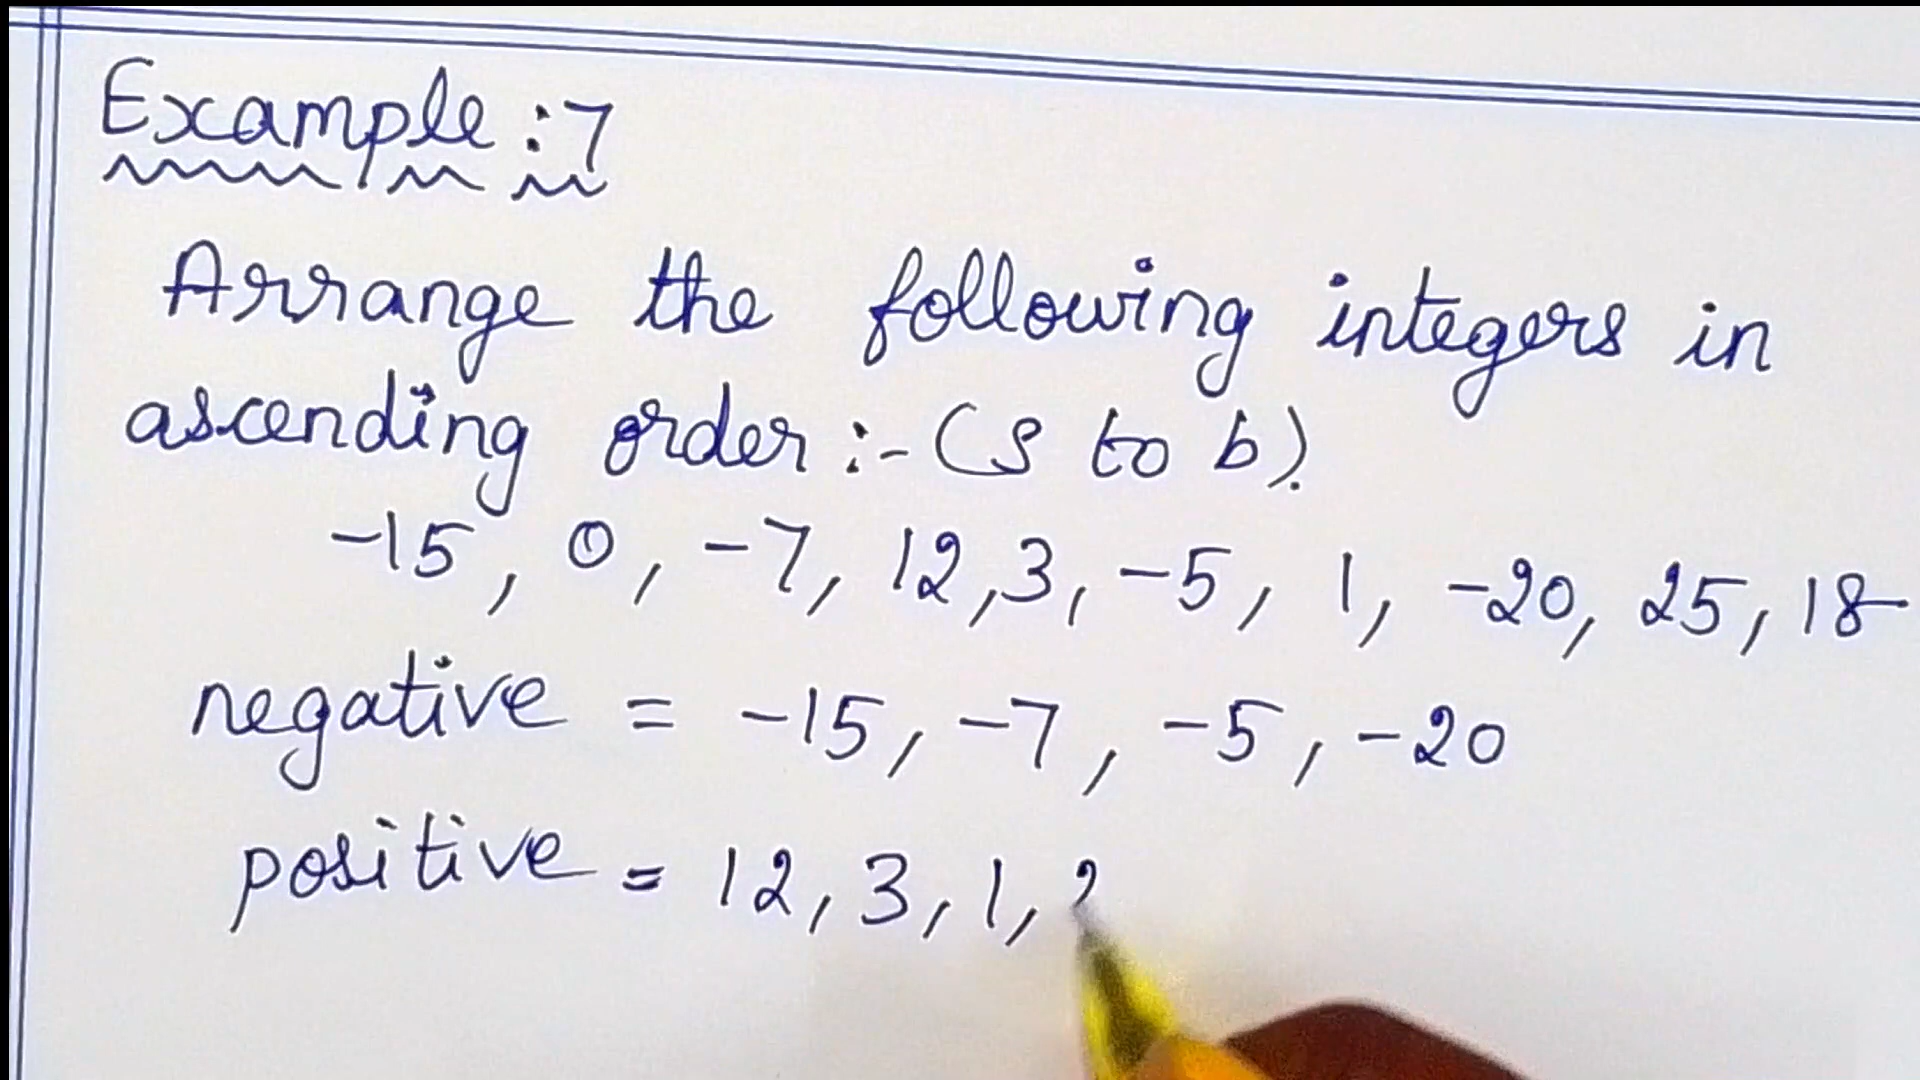 Example :7
Arrange the following integers in
ascending order :- (s to b).
-15, 0, -7, 12, 3, -5, 1, -20, 25, 18
negative = -15, -7, -5, -20
positive = 12, 3, 1, 2